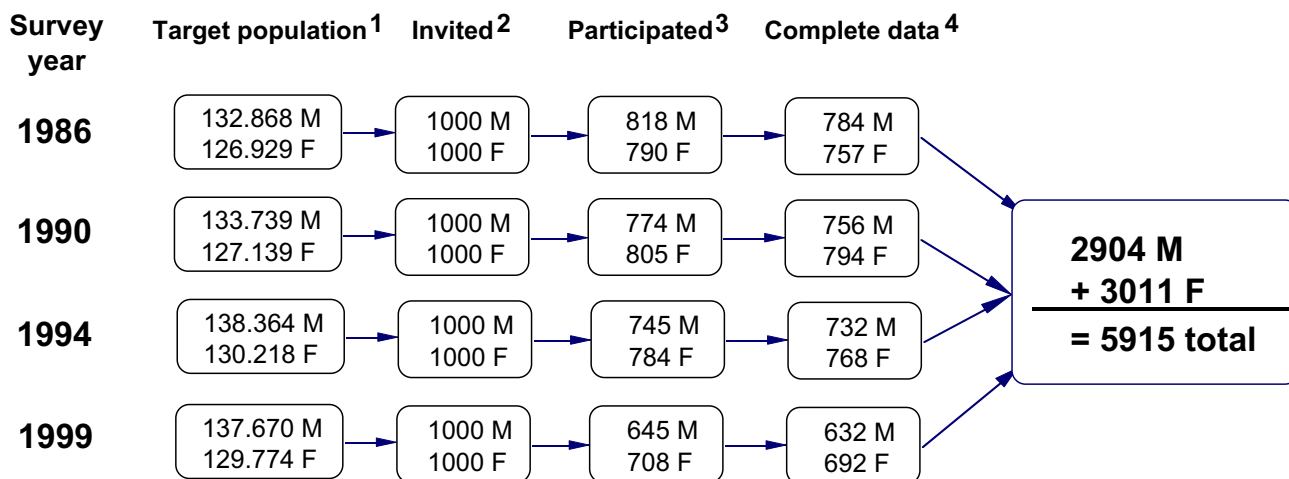 Survey year Target population1 Invited2 Participated3 Complete data4
1986
132.868 M 1000 M 818 M 784 M
126.929 F 1000 F 790 F 757 F
1990
133.739 M 1000 M 774 M 756 M
127.139 F 1000 F 805 F 794 F
1994
138.364 M 1000 M 745 M 732 M
130.218 F 1000 F 784 F 768 F
1999
137.670 M 1000 M 645 M 632 M
129.774 F 1000 F 708 F 692 F
2904 M
+ 3011 F
= 5915 total